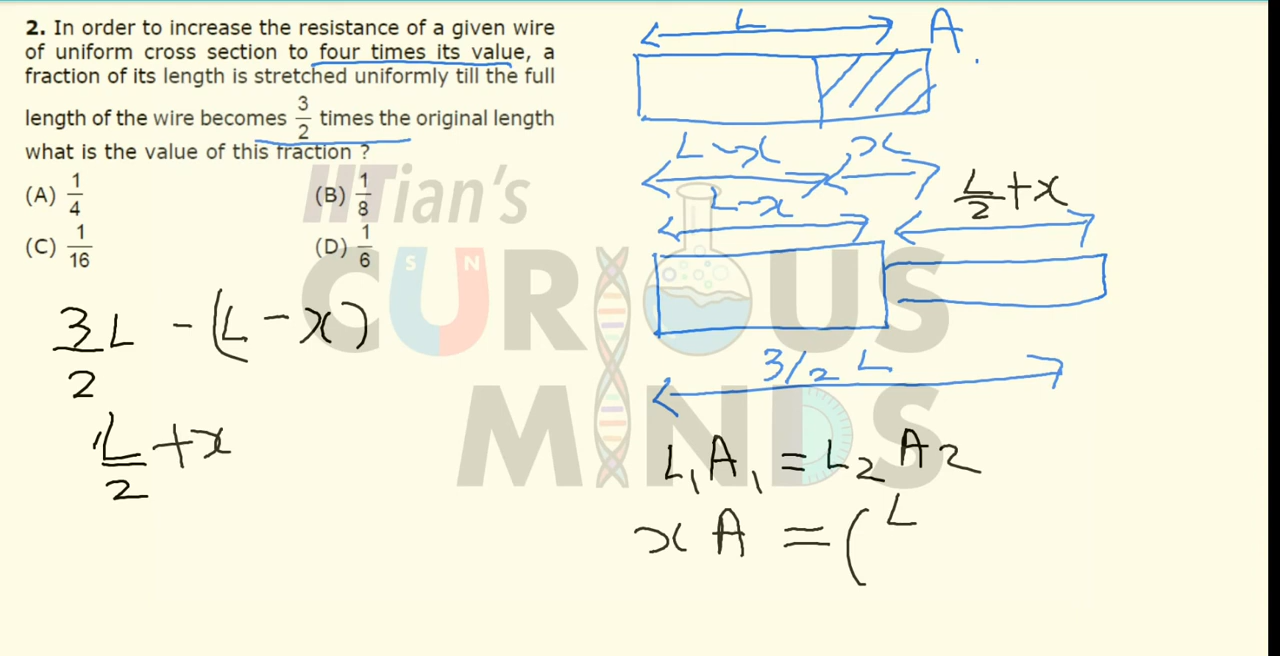 2. In order to increase the resistance of a given wire
of uniform cross section to four times its value, a
fraction of its length is stretched uniformly till the full
length of the wire becomes 3/2 times the original length
what is the value of this fraction ?
(A) 1/4 (B) 1/8
(C) 1/16 (D) 1/6
L A
L-x x
L-x L/2+x
3/2 L
3L/2 - (L-x)
L/2 + x
L₁A₁ = L₂A₂
xA = (L
IITian's
CURIOUS
S N
MINDS